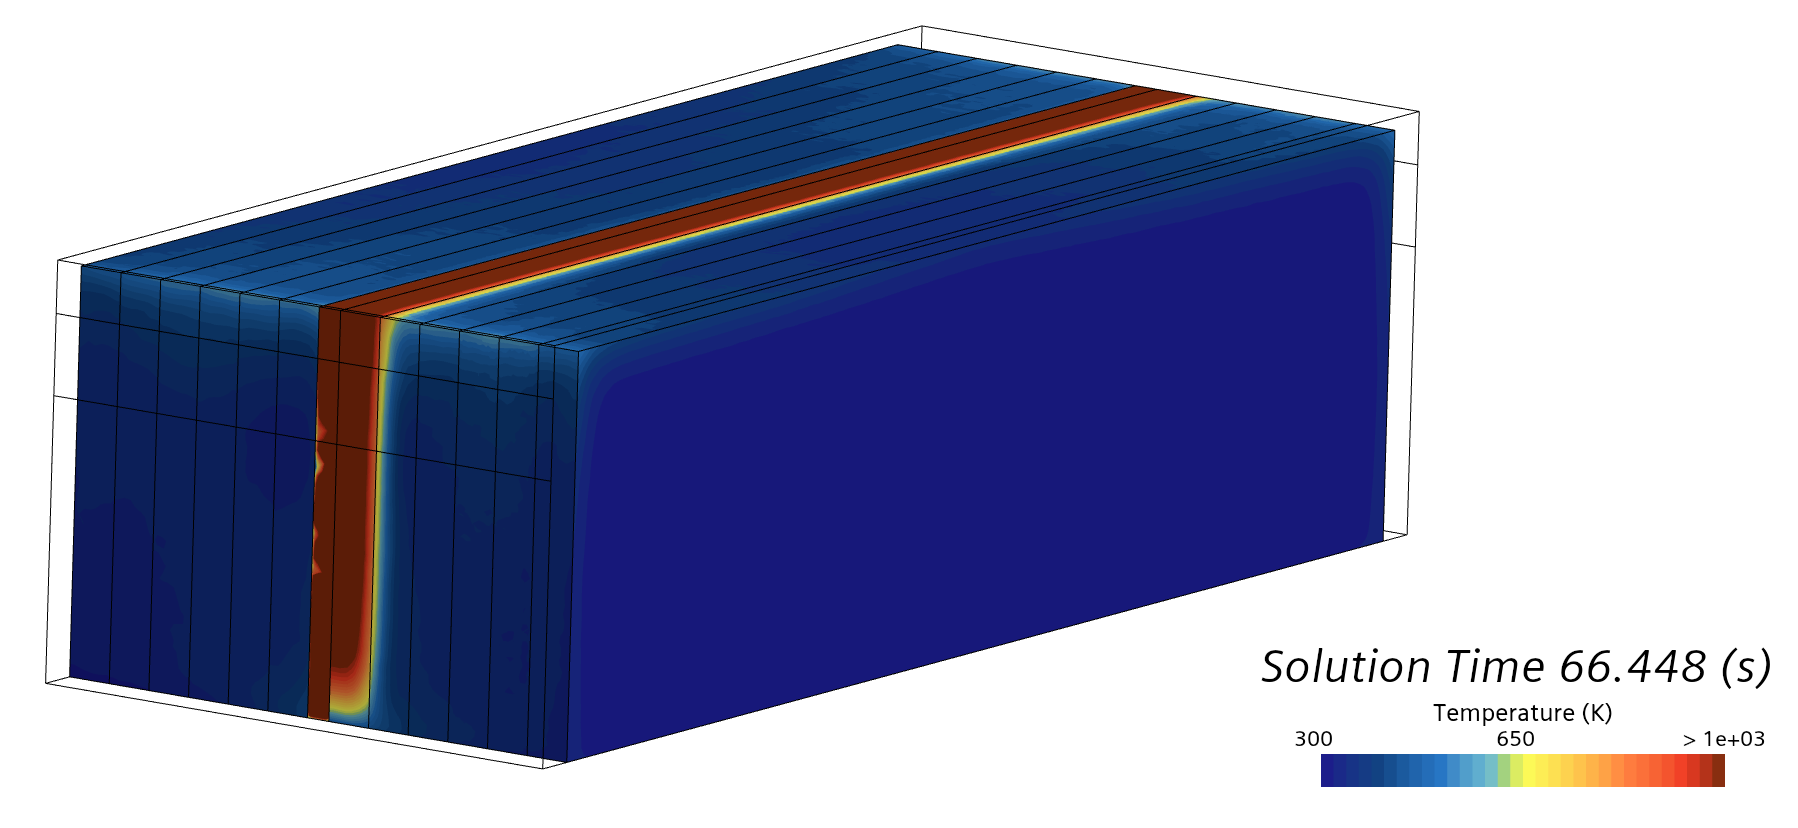 Solution Time 66.448 (s)
Temperature (K)
300 650 > 1e+03